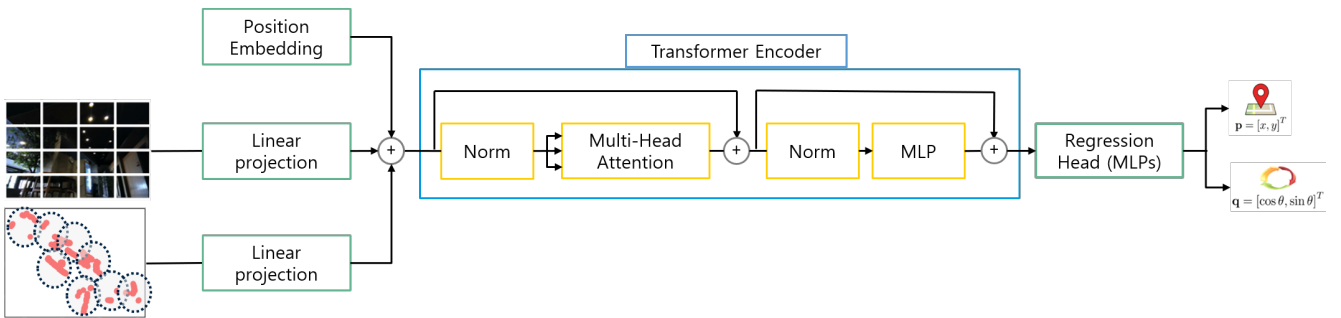 Position
Embedding
Transformer Encoder
Linear
projection
+
Norm
Multi-Head
Attention
+
Norm
MLP
+
Regression
Head (MLPs)
p = [x, y]^T
q = [cos θ, sin θ]^T
Linear
projection